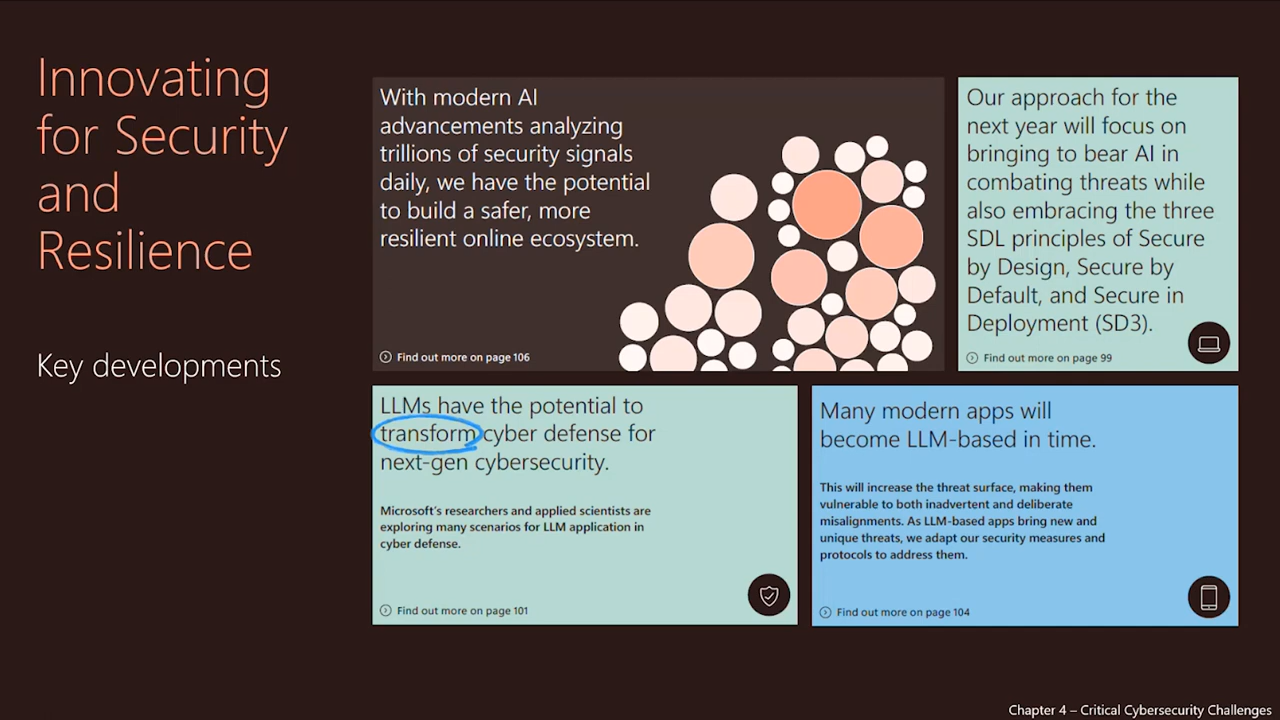 Innovating
for Security
and
Resilience
Key developments
With modern AI
advancements analyzing
trillions of security signals
daily, we have the potential
to build a safer, more
resilient online ecosystem.
Find out more on page 106
Our approach for the
next year will focus on
bringing to bear AI in
combating threats while
also embracing the three
SDL principles of Secure
by Design, Secure by
Default, and Secure in
Deployment (SD3).
Find out more on page 99
LLMs have the potential to
transform cyber defense for
next-gen cybersecurity.
Microsoft's researchers and applied scientists are
exploring many scenarios for LLM application in
cyber defense.
Find out more on page 101
Many modern apps will
become LLM-based in time.
This will increase the threat surface, making them
vulnerable to both inadvertent and deliberate
misalignments. As LLM-based apps bring new and
unique threats, we adapt our security measures and
protocols to address them.
Find out more on page 104
Chapter 4 – Critical Cybersecurity Challenges